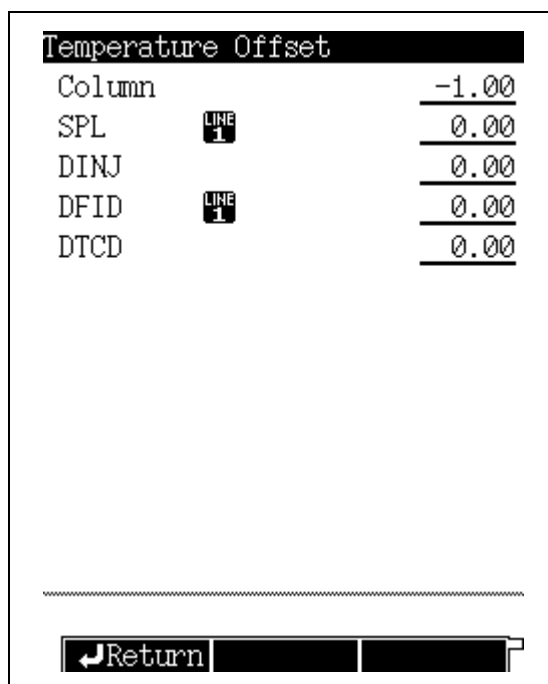 Temperature Offset
Column -1.00
SPL LINE 1 0.00
DINJ 0.00
DFID LINE 1 0.00
DTCD 0.00
Return